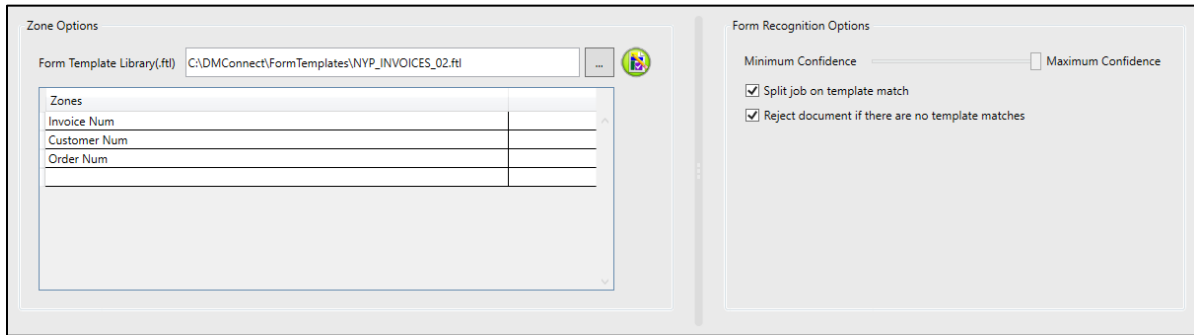 Zone Options
Form Template Library(.ftl) C:\DMConnect\FormTemplates\NYP_INVOICES_02.ftl ...
Zones
Invoice Num
Customer Num
Order Num
Form Recognition Options
Minimum Confidence Maximum Confidence
Split job on template match
Reject document if there are no template matches